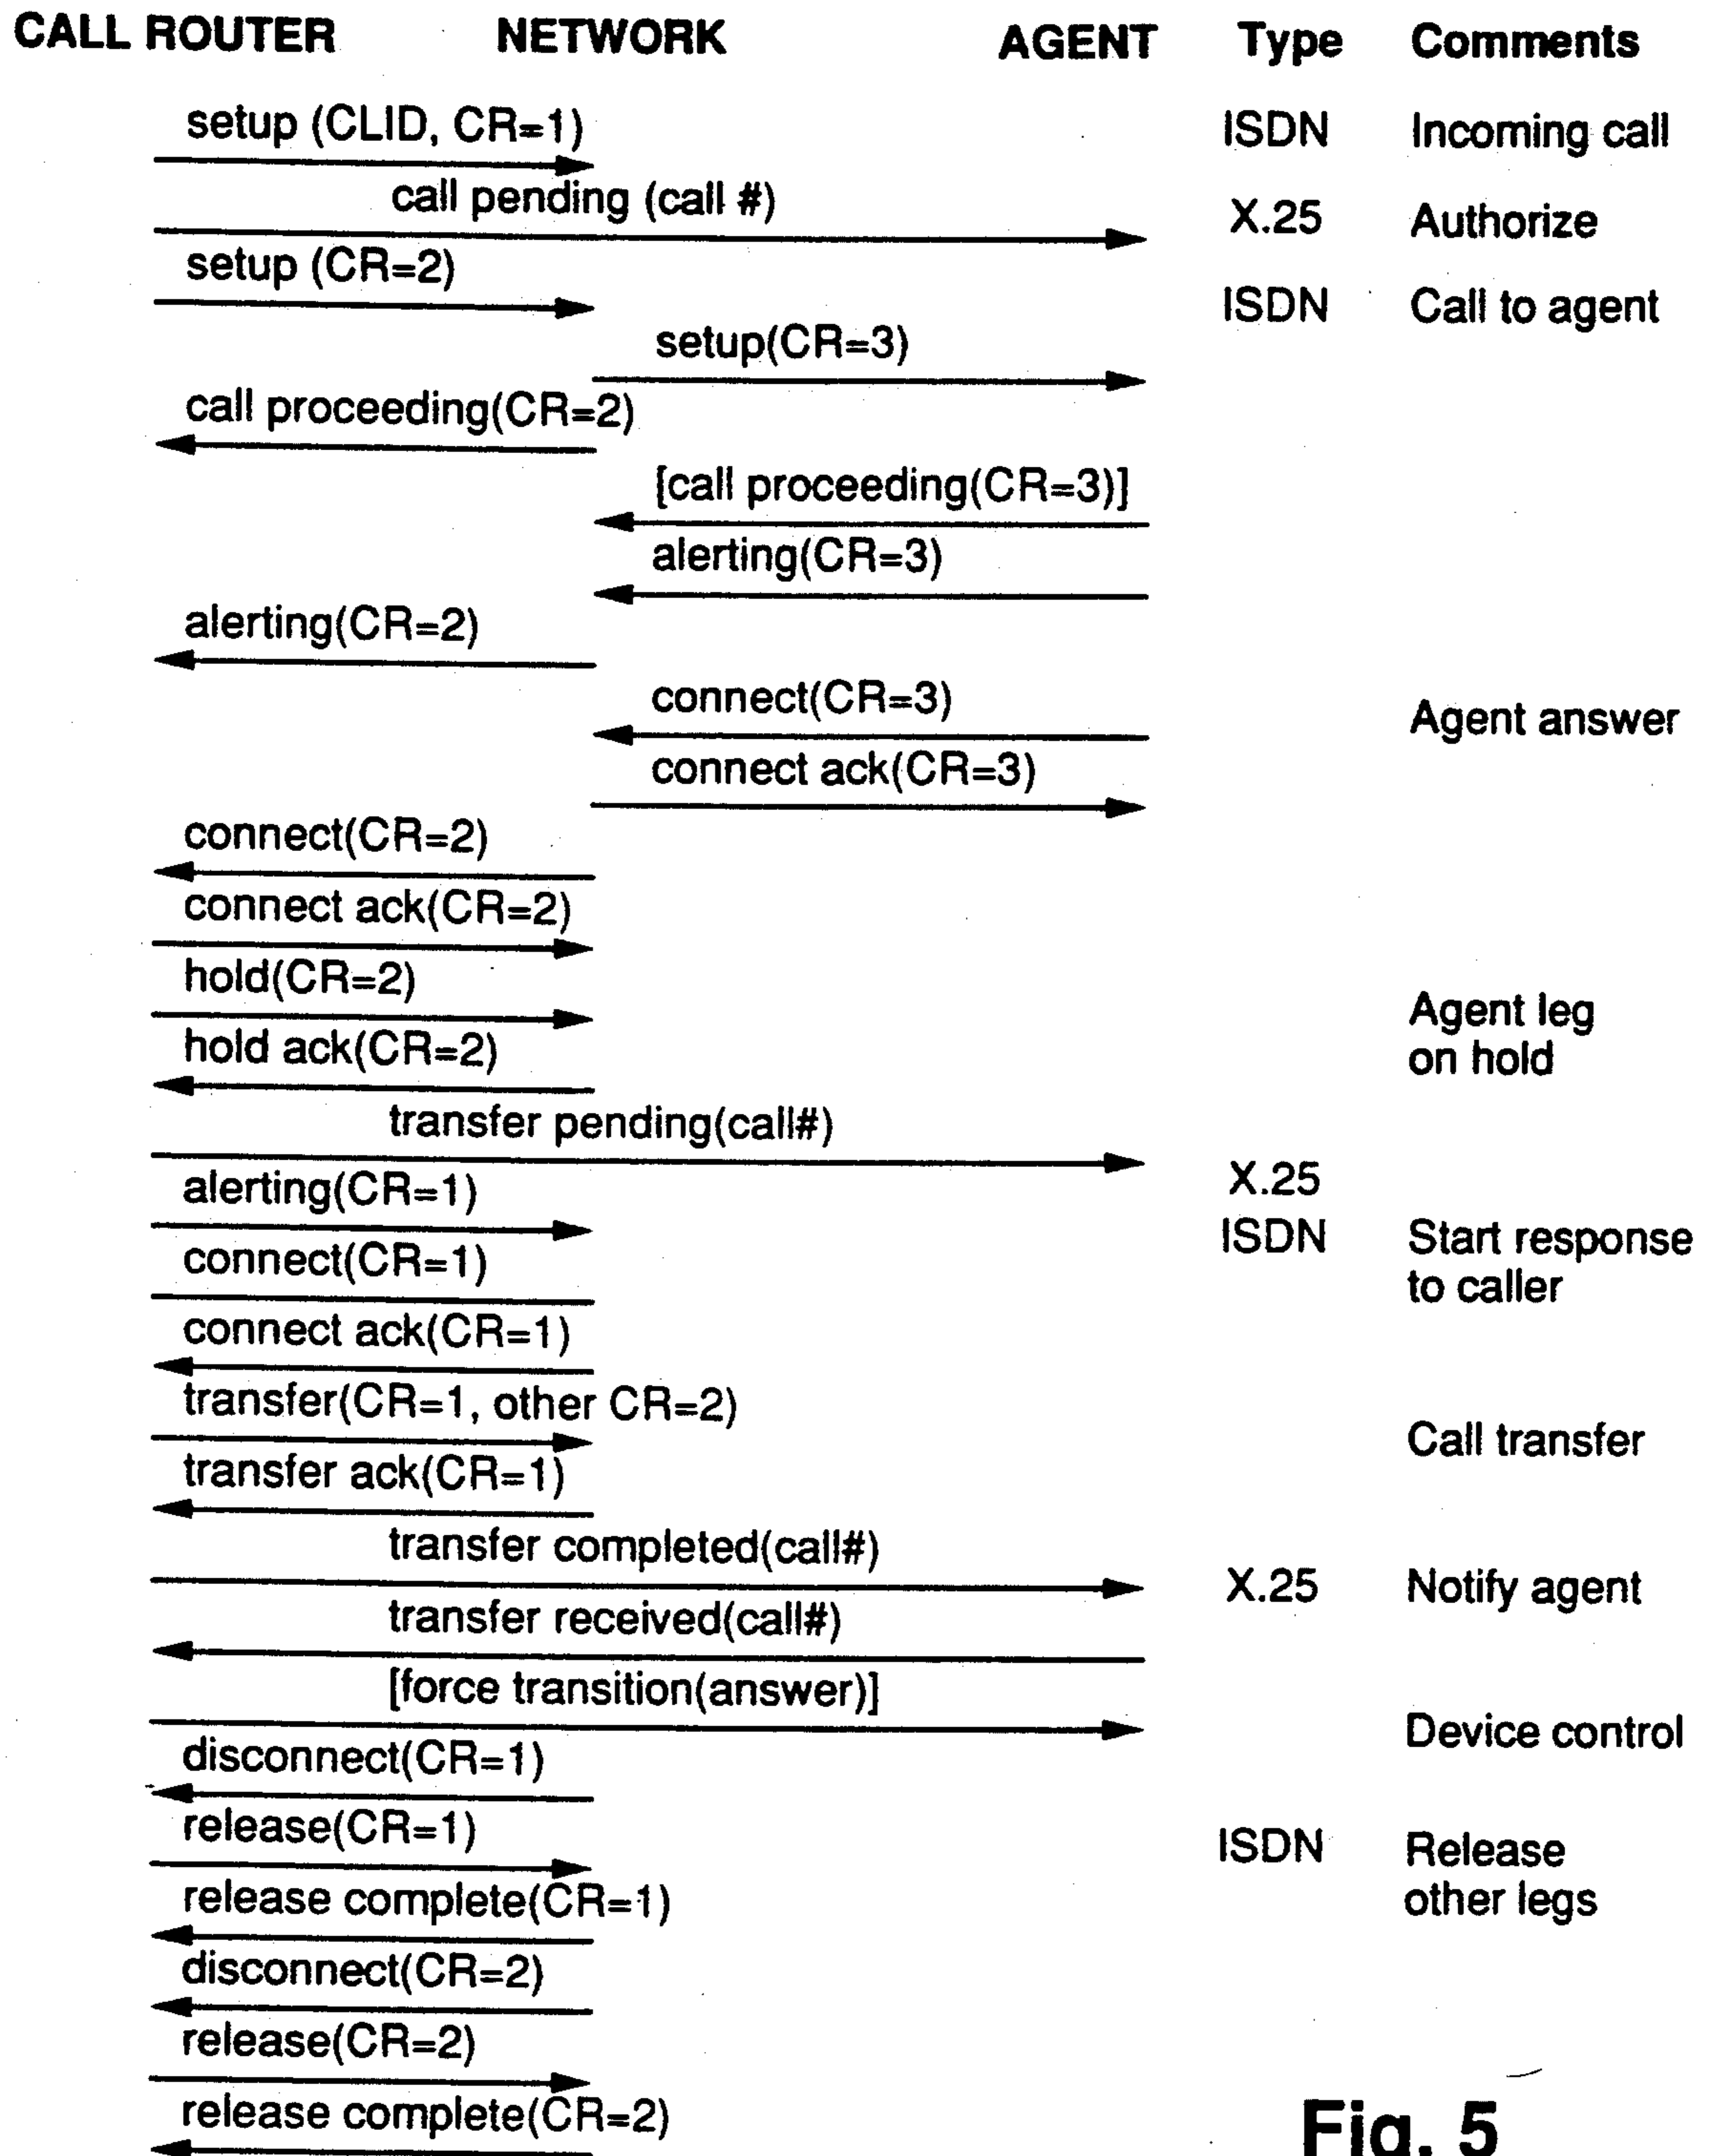 CALL ROUTER NETWORK AGENT Type Comments
setup (CLID, CR=1) ISDN Incoming call
call pending (call #) X.25 Authorize
setup (CR=2) ISDN Call to agent
setup(CR=3)
call proceeding(CR=2)
[call proceeding(CR=3)]
alerting(CR=3)
alerting(CR=2)
connect(CR=3) Agent answer
connect ack(CR=3)
connect(CR=2)
connect ack(CR=2)
hold(CR=2) Agent leg
hold ack(CR=2) on hold
transfer pending(call#)
X.25
alerting(CR=1)
ISDN Start response
connect(CR=1) to caller
connect ack(CR=1)
transfer(CR=1, other CR=2)
Call transfer
transfer ack(CR=1)
transfer completed(call#)
X.25 Notify agent
transfer received(call#)
[force transition(answer)]
Device control
disconnect(CR=1)
release(CR=1) ISDN Release
release complete(CR=1) other legs
disconnect(CR=2)
release(CR=2)
release complete(CR=2)
Fig. 5